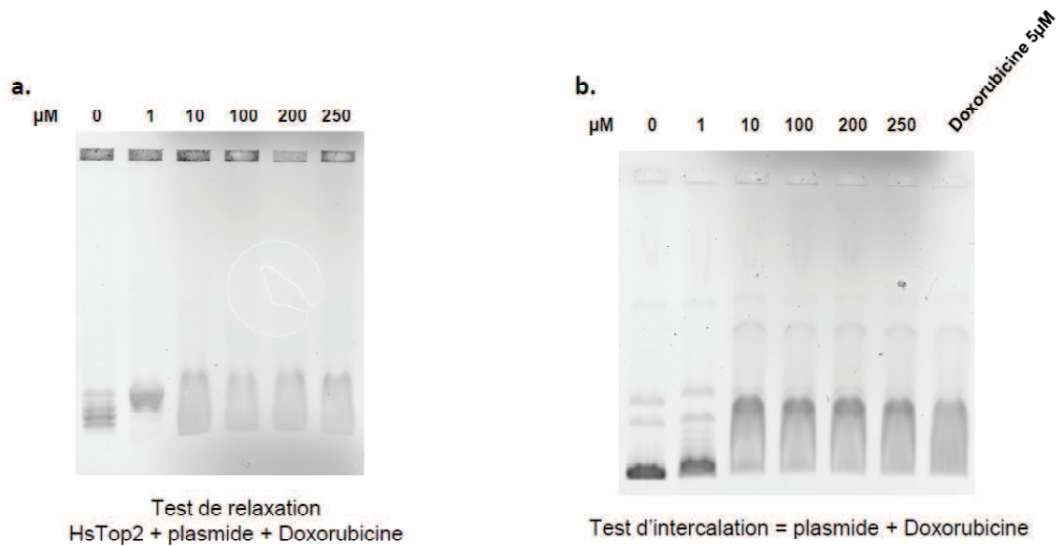 a.
µM 0 1 10 100 200 250
Test de relaxation
HsTop2 + plasmide + Doxorubicine
b.
µM 0 1 10 100 200 250 Doxorubicine 5µM
Test d'intercalation = plasmide + Doxorubicine